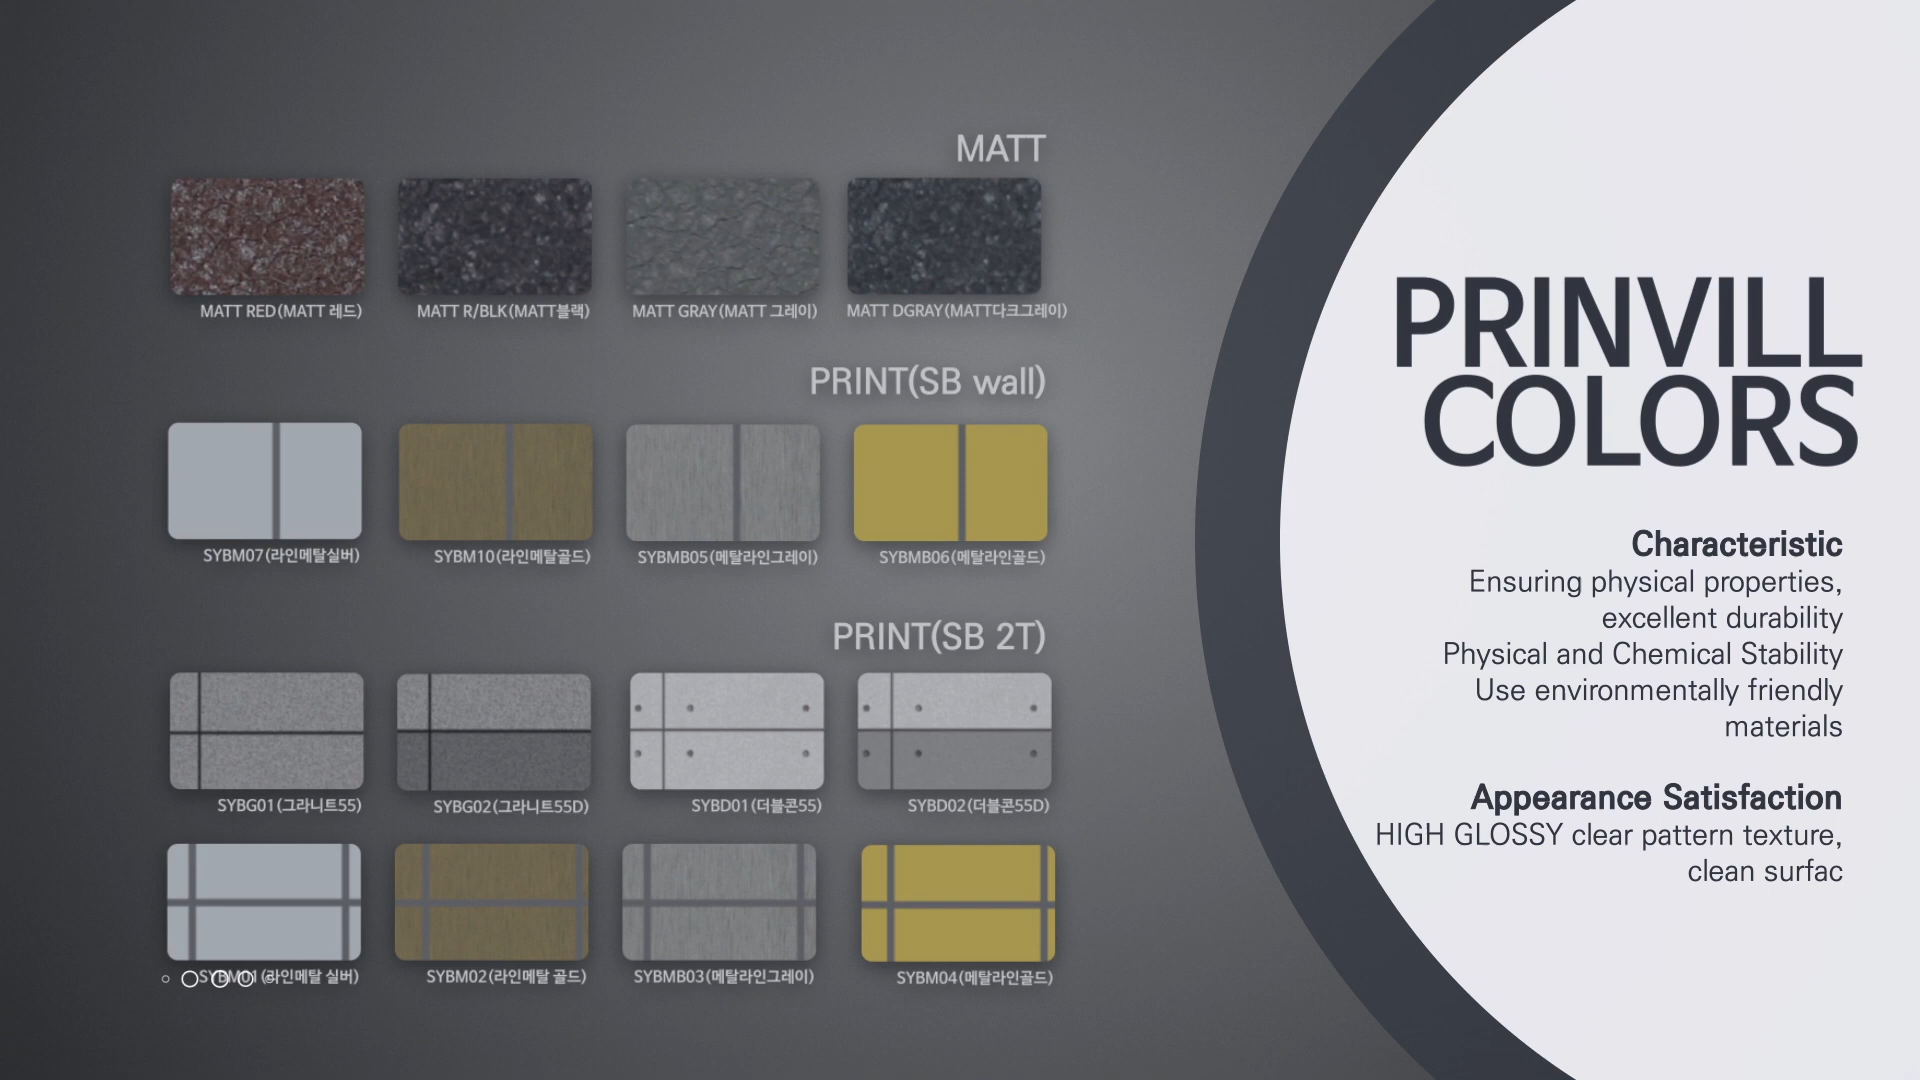 MATT
MATT RED(MATT 레드)
MATT R/BLK(MATT블랙)
MATT GRAY(MATT 그레이)
MATT DGRAY(MATT다크그레이)
PRINT(SB wall)
SYBM07(라인메탈실버)
SYBM10(라인메탈골드)
SYBMB05(메탈라인그레이)
SYBMB06(메탈라인골드)
PRINT(SB 2T)
SYBG01(그라니트55)
SYBG02(그라니트55D)
SYBD01(더블콘55)
SYBD02(더블콘55D)
SYBM01(라인메탈 실버)
SYBM02(라인메탈 골드)
SYBMB03(메탈라인그레이)
SYBM04(메탈라인골드)
PRINVILL
COLORS
Characteristic
Ensuring physical properties,
excellent durability
Physical and Chemical Stability
Use environmentally friendly
materials
Appearance Satisfaction
HIGH GLOSSY clear pattern texture,
clean surfac